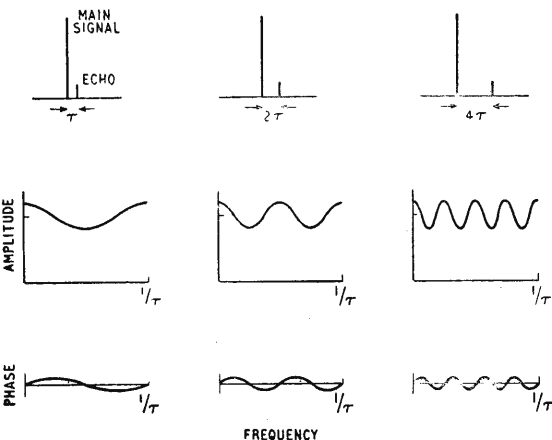 MAIN
SIGNAL
ECHO
τ
2τ
4τ
AMPLITUDE
1/τ
1/τ
1/τ
PHASE
1/τ
1/τ
1/τ
FREQUENCY